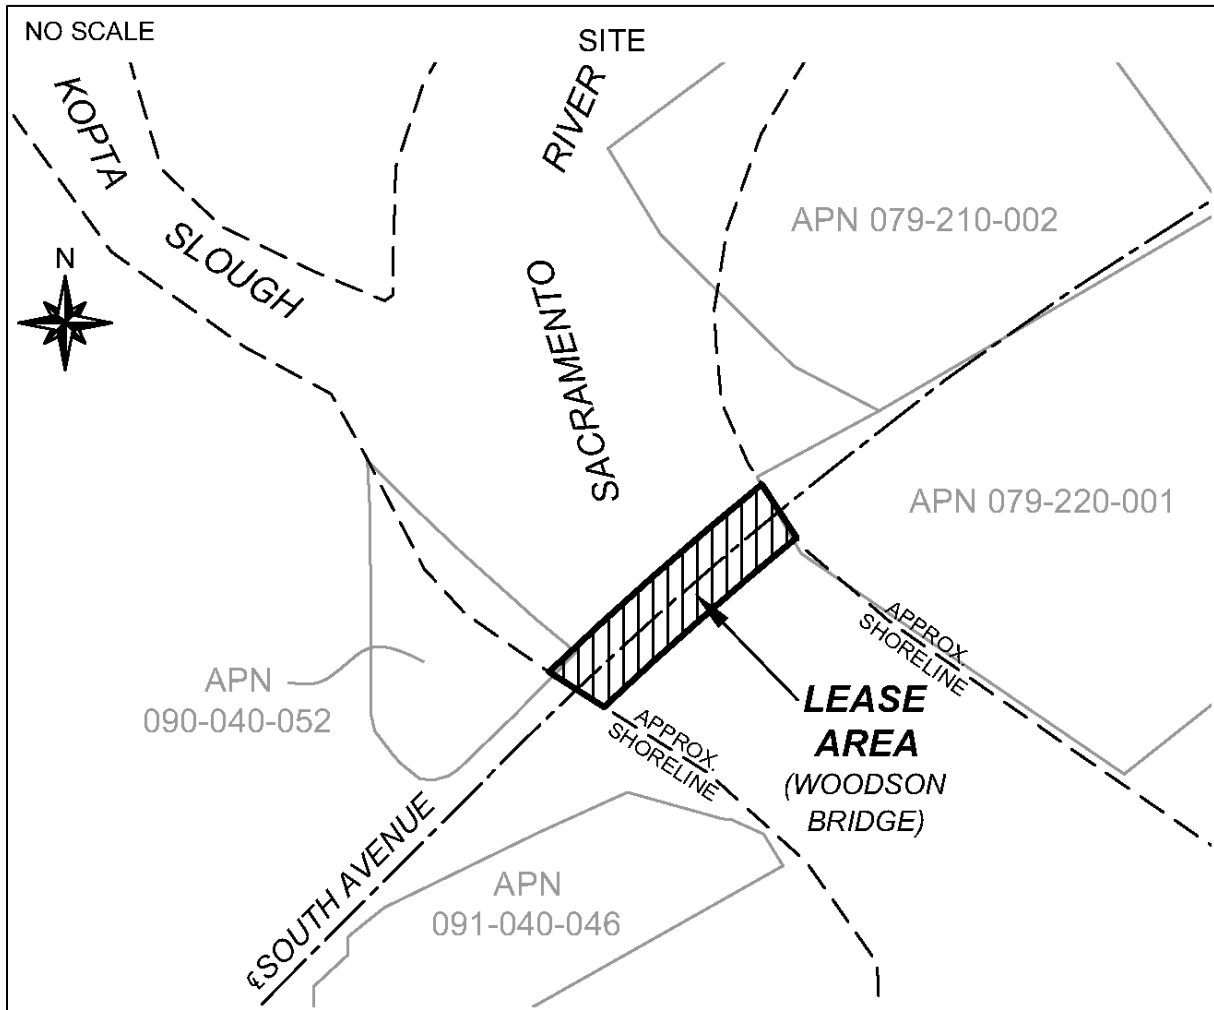 NO SCALE
SITE
KOPTA
SLOUGH
RIVER
SACRAMENTO
N
APN 079-210-002
APN 079-220-001
APN
090-040-052
APPROX.
SHORELINE
APPROX.
SHORELINE
LEASE
AREA
(WOODSON
BRIDGE)
℄ SOUTH AVENUE
APN
091-040-046